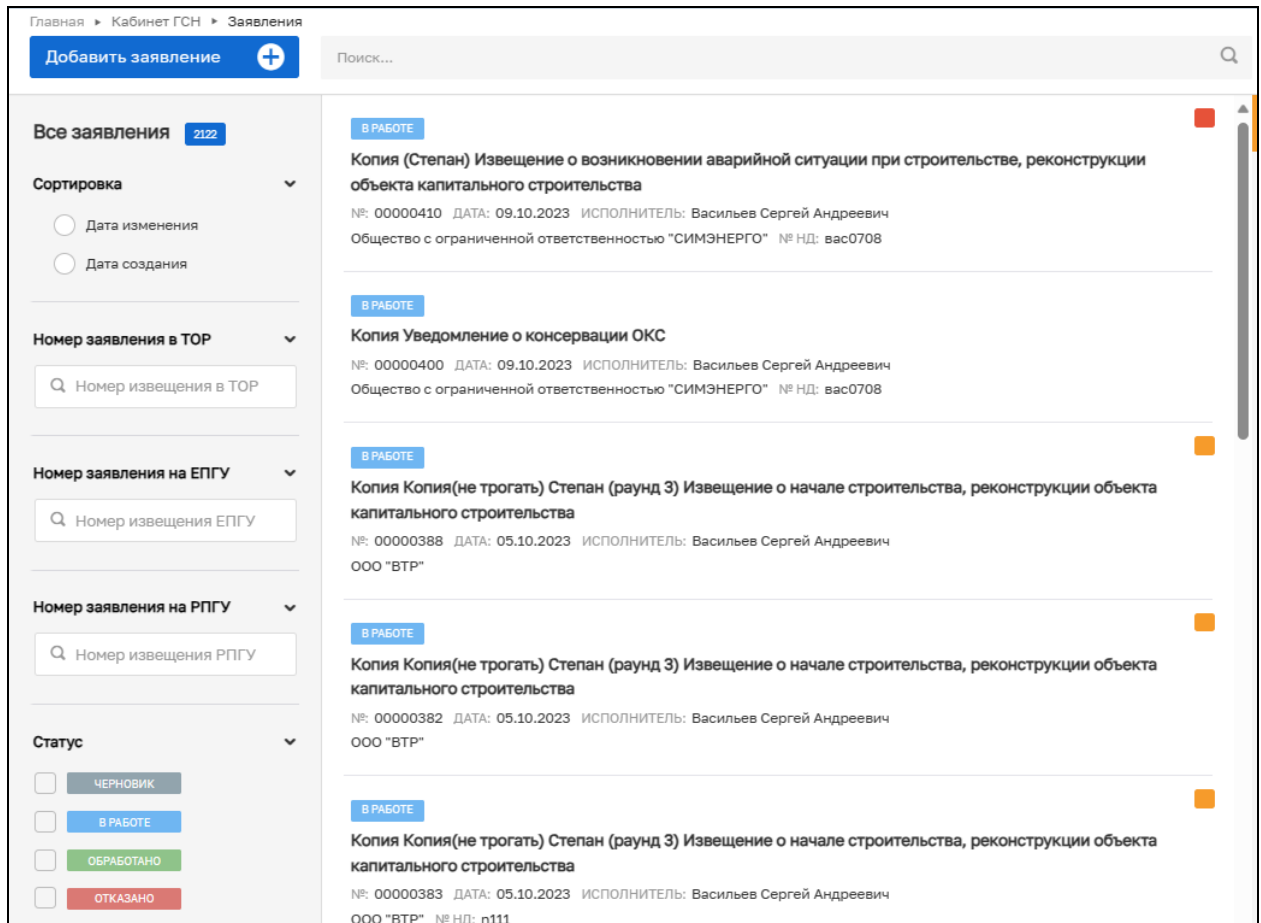 Главная ▸ Кабинет ГСН ▸ Заявления
Добавить заявление
Поиск...
Все заявления 2122
Сортировка
Дата изменения
Дата создания
Номер заявления в ТОР
Номер извещения в ТОР
Номер заявления на ЕПГУ
Номер извещения ЕПГУ
Номер заявления на РПГУ
Номер извещения РПГУ
Статус
ЧЕРНОВИК
В РАБОТЕ
ОБРАБОТАНО
ОТКАЗАНО
В РАБОТЕ
Копия (Степан) Извещение о возникновении аварийной ситуации при строительстве, реконструкции
объекта капитального строительства
№: 00000410 ДАТА: 09.10.2023 ИСПОЛНИТЕЛЬ: Васильев Сергей Андреевич
Общество с ограниченной ответственностью "СИМЭНЕРГО" № НД: вас0708
В РАБОТЕ
Копия Уведомление о консервации ОКС
№: 00000400 ДАТА: 09.10.2023 ИСПОЛНИТЕЛЬ: Васильев Сергей Андреевич
Общество с ограниченной ответственностью "СИМЭНЕРГО" № НД: вас0708
В РАБОТЕ
Копия Копия(не трогать) Степан (раунд 3) Извещение о начале строительства, реконструкции объекта
капитального строительства
№: 00000388 ДАТА: 05.10.2023 ИСПОЛНИТЕЛЬ: Васильев Сергей Андреевич
ООО "ВТР"
В РАБОТЕ
Копия Копия(не трогать) Степан (раунд 3) Извещение о начале строительства, реконструкции объекта
капитального строительства
№: 00000382 ДАТА: 05.10.2023 ИСПОЛНИТЕЛЬ: Васильев Сергей Андреевич
ООО "ВТР"
В РАБОТЕ
Копия Копия(не трогать) Степан (раунд 3) Извещение о начале строительства, реконструкции объекта
капитального строительства
№: 00000383 ДАТА: 05.10.2023 ИСПОЛНИТЕЛЬ: Васильев Сергей Андреевич
ООО "ВТР" № НД: п111